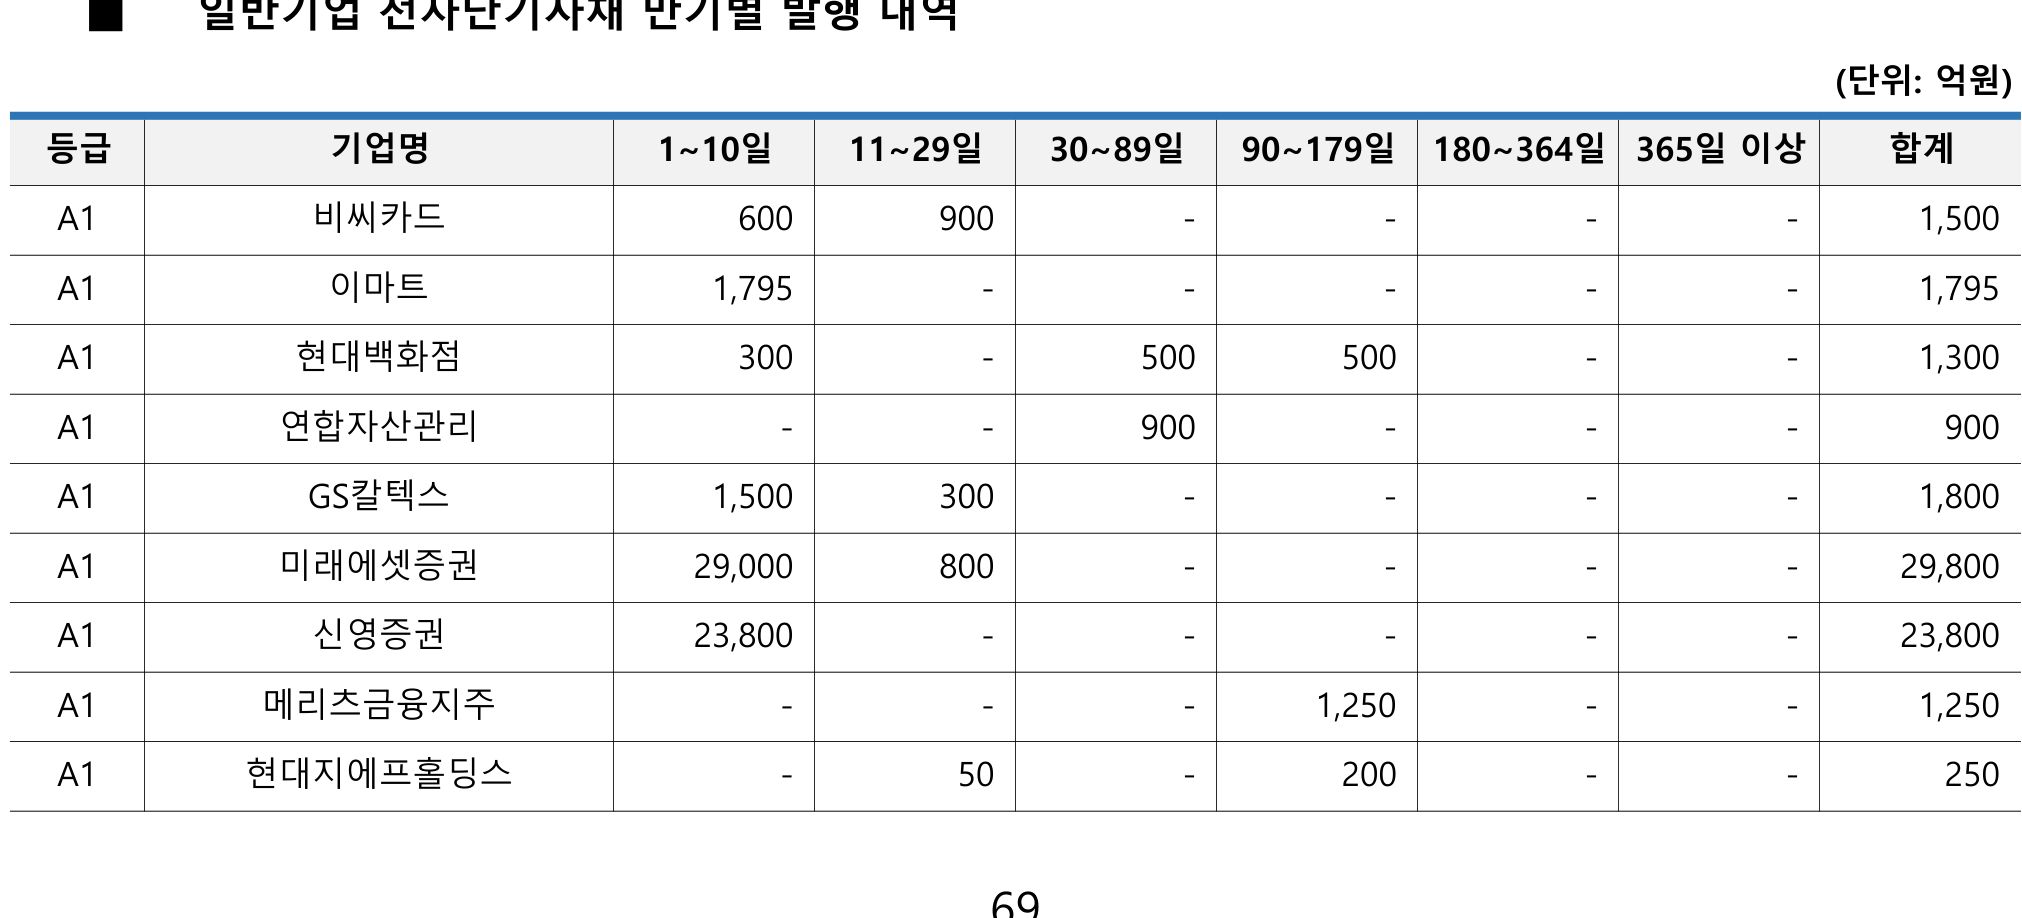 ■ 일반기업 전자단기사채 만기별 발행 내역
(단위: 억원)
등급 기업명 1~10일 11~29일 30~89일 90~179일 180~364일 365일 이상 합계
A1 비씨카드 600 900 - - - - 1,500
A1 이마트 1,795 - - - - - 1,795
A1 현대백화점 300 - 500 500 - - 1,300
A1 연합자산관리 - - 900 - - - 900
A1 GS칼텍스 1,500 300 - - - - 1,800
A1 미래에셋증권 29,000 800 - - - - 29,800
A1 신영증권 23,800 - - - - - 23,800
A1 메리츠금융지주 - - - 1,250 - - 1,250
A1 현대지에프홀딩스 - 50 - 200 - - 250
69